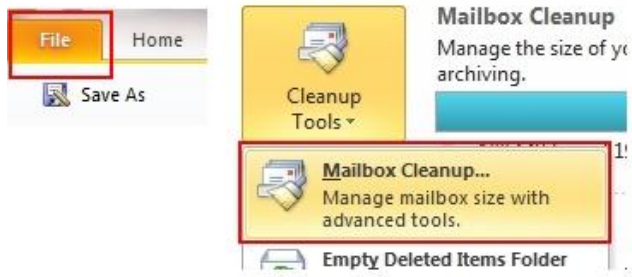 File Home
Save As
Cleanup
Tools
Mailbox Cleanup
Manage the size of
archiving.
Mailbox Cleanup...
Manage mailbox size with
advanced tools.
Empty Deleted Items Folder